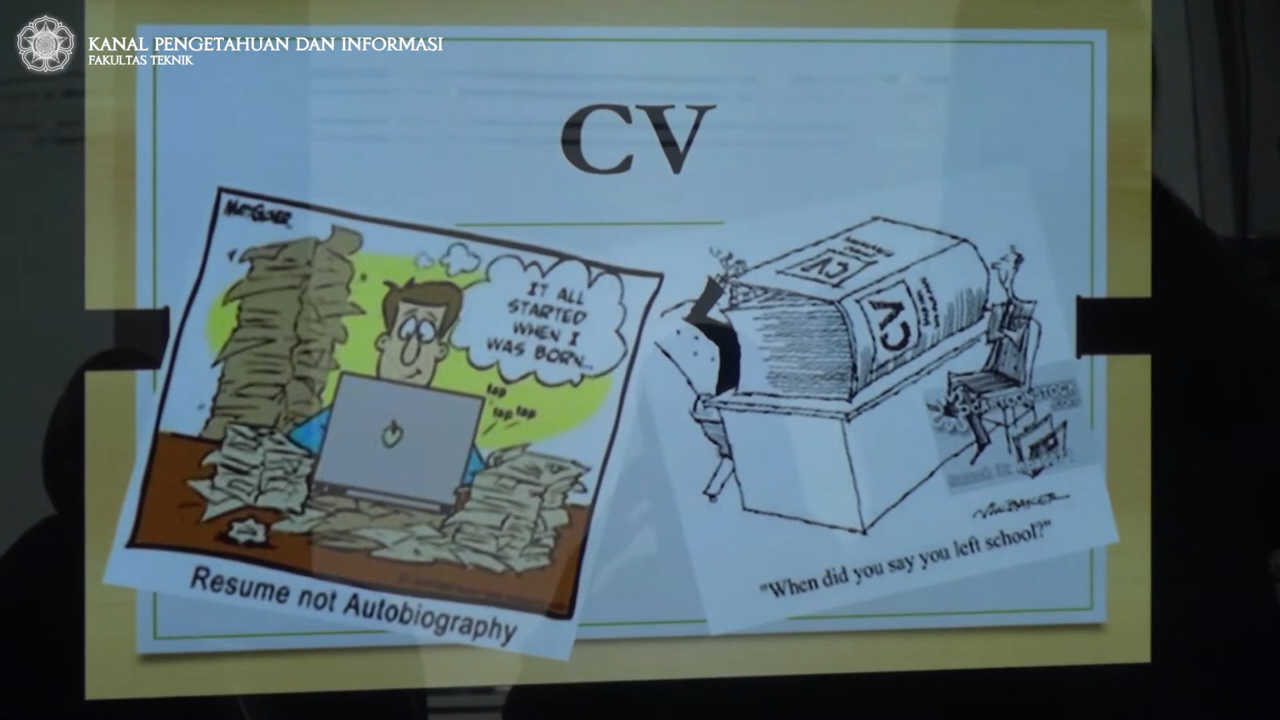 KANAL PENGETAHUAN DAN INFORMASI
FAKULTAS TEKNIK
CV
IT ALL
STARTED
WHEN I
WAS BORN...
tap
tap tap
Resume not Autobiography
CV
CV
"When did you say you left school?"